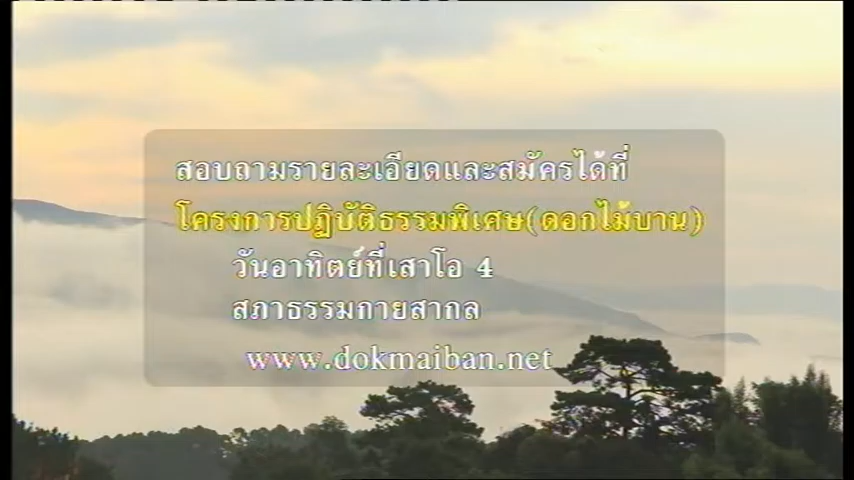 สอบถามรายละเอียดและสมัครได้ที่
โครงการปฏิบัติธรรมพิเศษ(ดอกไม้บาน)
วันอาทิตย์ที่เสาโอ 4
สภาธรรมกายสากล
www.dokmaiban.net